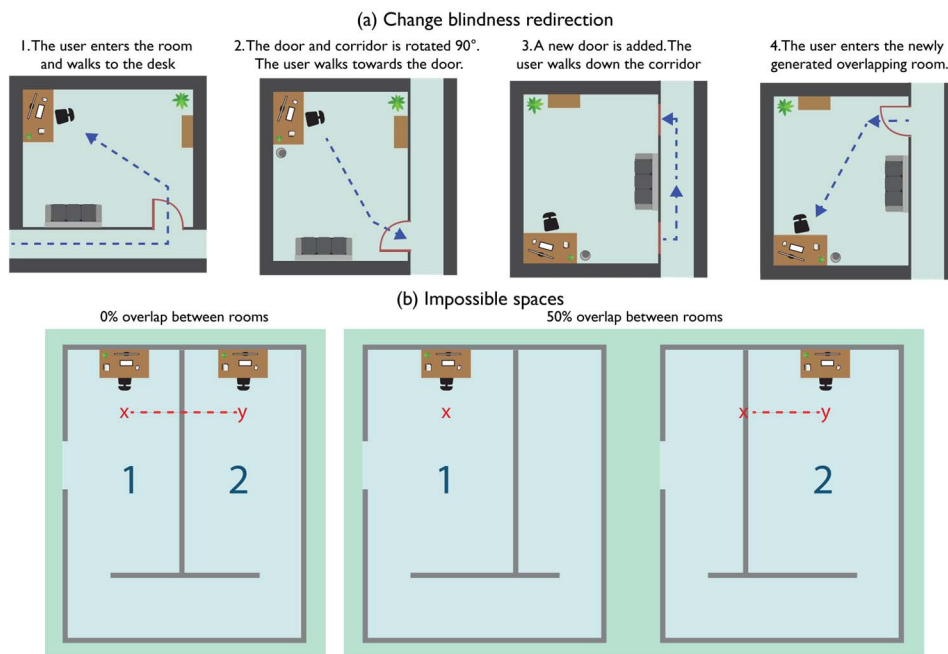 (a) Change blindness redirection
1.The user enters the room
and walks to the desk
2.The door and corridor is rotated 90°.
The user walks towards the door.
3. A new door is added. The
user walks down the corridor
4.The user enters the newly
generated overlapping room.
(b) Impossible spaces
0% overlap between rooms
50% overlap between rooms
x y
x
x y
1 2
1
2